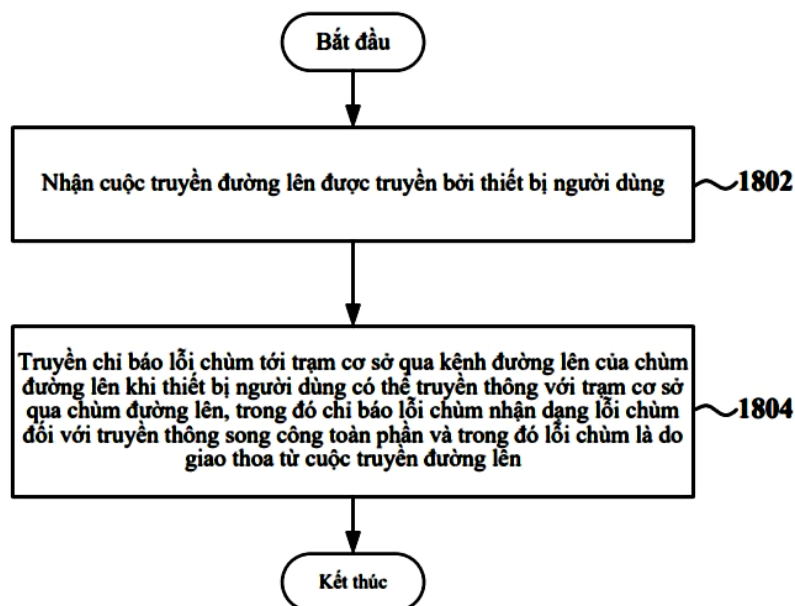 Bắt đầu
Nhận cuộc truyền đường lên được truyền bởi thiết bị người dùng
1802
Truyền chỉ báo lỗi chùm tới trạm cơ sở qua kênh đường lên của chùm
đường lên khi thiết bị người dùng có thể truyền thông với trạm cơ sở
qua chùm đường lên, trong đó chỉ báo lỗi chùm nhận dạng lỗi chùm
đối với truyền thông song công toàn phần và trong đó lỗi chùm là do
giao thoa từ cuộc truyền đường lên
1804
Kết thúc